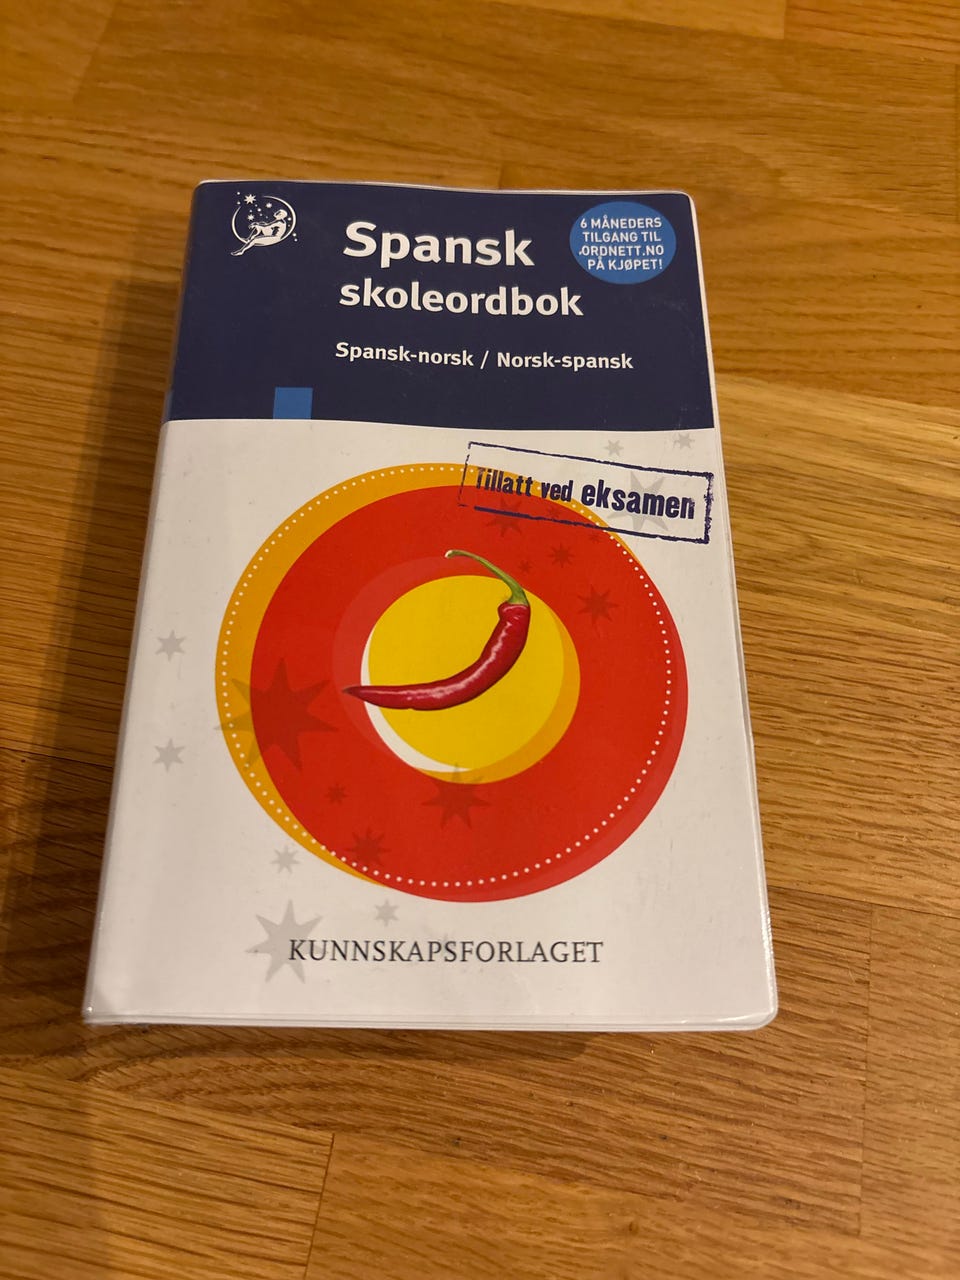 Spansk
skoleordbok
Spansk-norsk / Norsk-spansk
6 MÅNEDERS
TILGANG TIL
ORDNETT.NO
PÅ KJØPET!
Tillatt ved eksamen
KUNNSKAPSFORLAGET